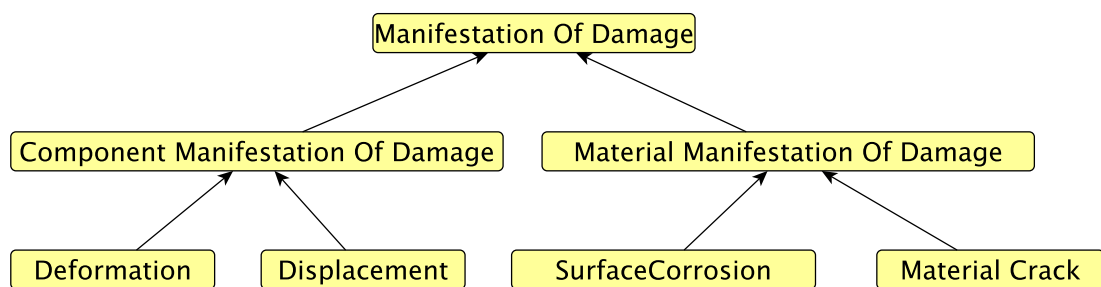 Manifestation Of Damage
Component Manifestation Of Damage
Material Manifestation Of Damage
Deformation
Displacement
SurfaceCorrosion
Material Crack